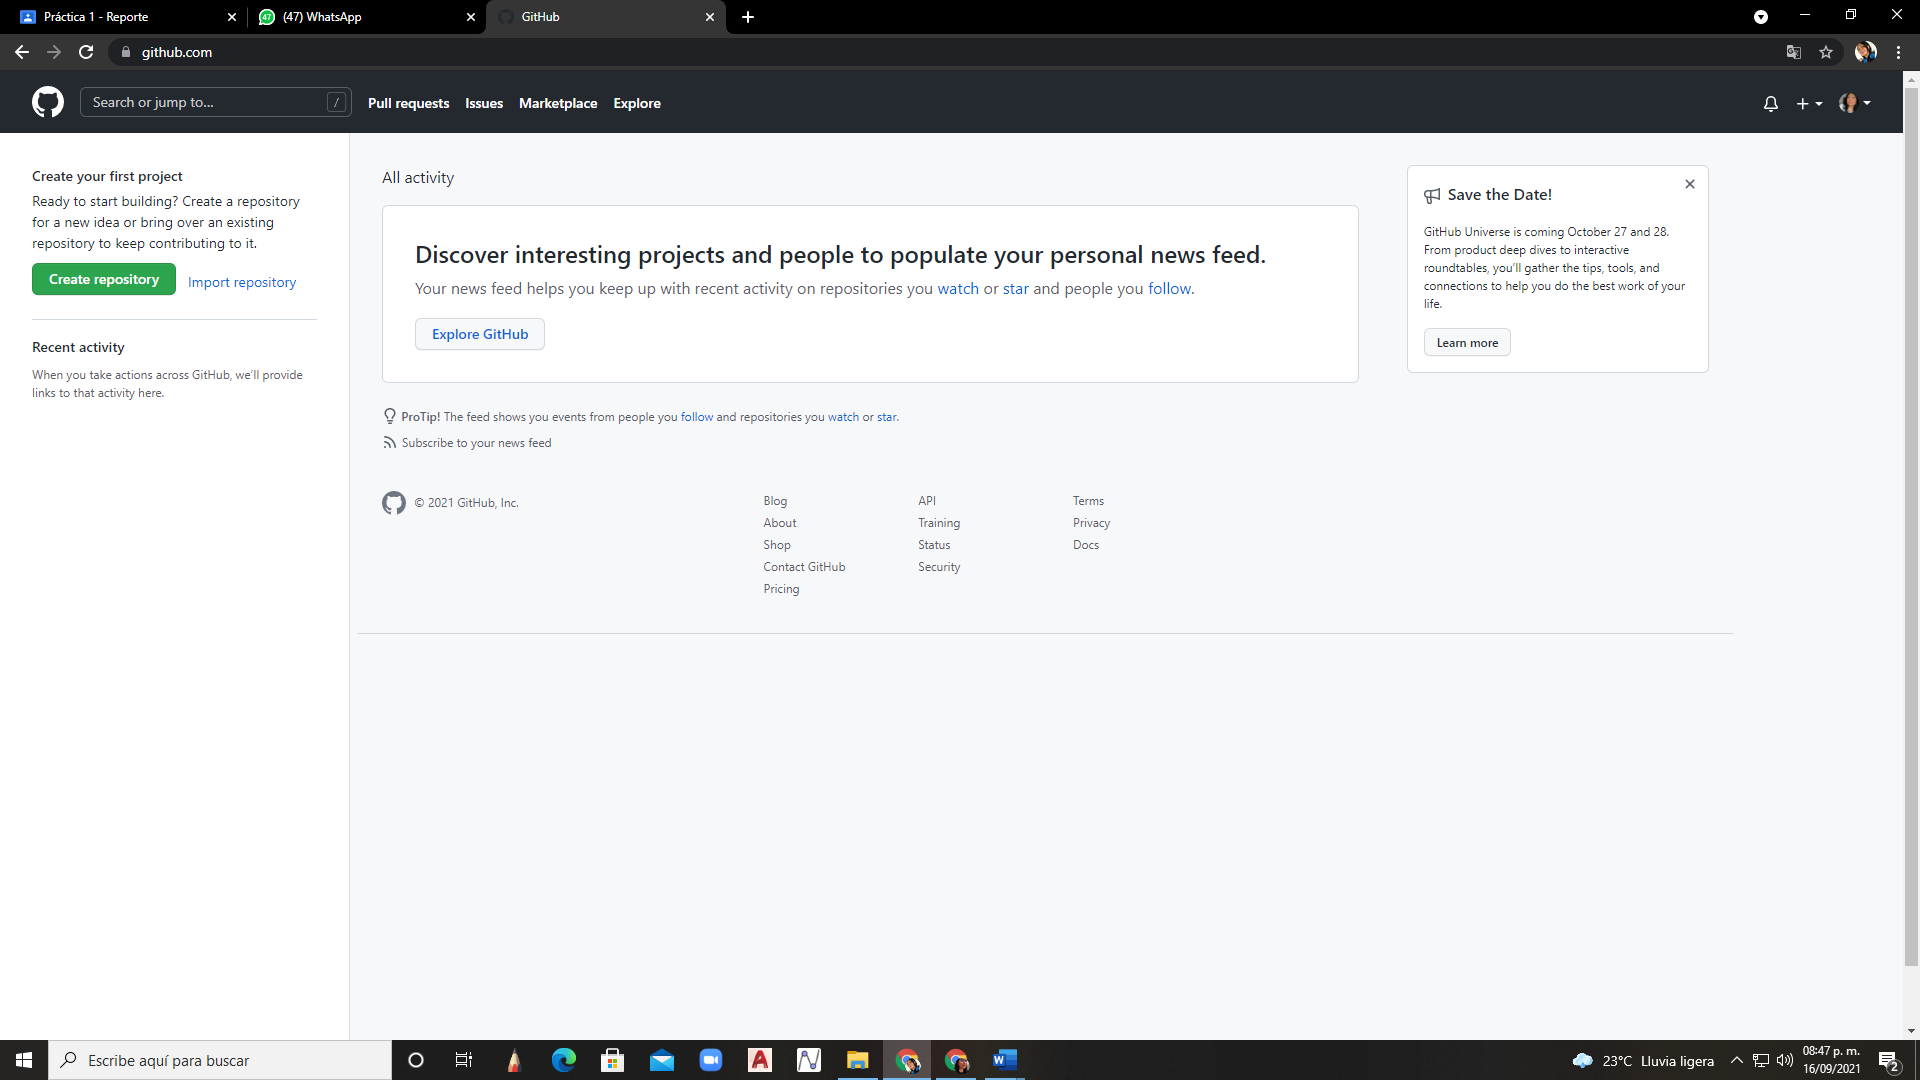 Práctica 1 - Reporte
(47) WhatsApp
GitHub
github.com
Search or jump to...
/
Pull requests
Issues
Marketplace
Explore
Create your first project
Ready to start building? Create a repository
for a new idea or bring over an existing
repository to keep contributing to it.
Create repository
Import repository
Recent activity
When you take actions across GitHub, we'll provide
links to that activity here.
All activity
Discover interesting projects and people to populate your personal news feed.
Your news feed helps you keep up with recent activity on repositories you watch or star and people you follow.
Explore GitHub
ProTip! The feed shows you events from people you follow and repositories you watch or star.
Subscribe to your news feed
Save the Date!
GitHub Universe is coming October 27 and 28.
From product deep dives to interactive
roundtables, you'll gather the tips, tools, and
connections to help you do the best work of your
life.
Learn more
© 2021 GitHub, Inc.
Blog
About
Shop
Contact GitHub
Pricing
API
Training
Status
Security
Terms
Privacy
Docs
Escribe aquí para buscar
23°C Lluvia ligera
08:47 p. m.
16/09/2021
2